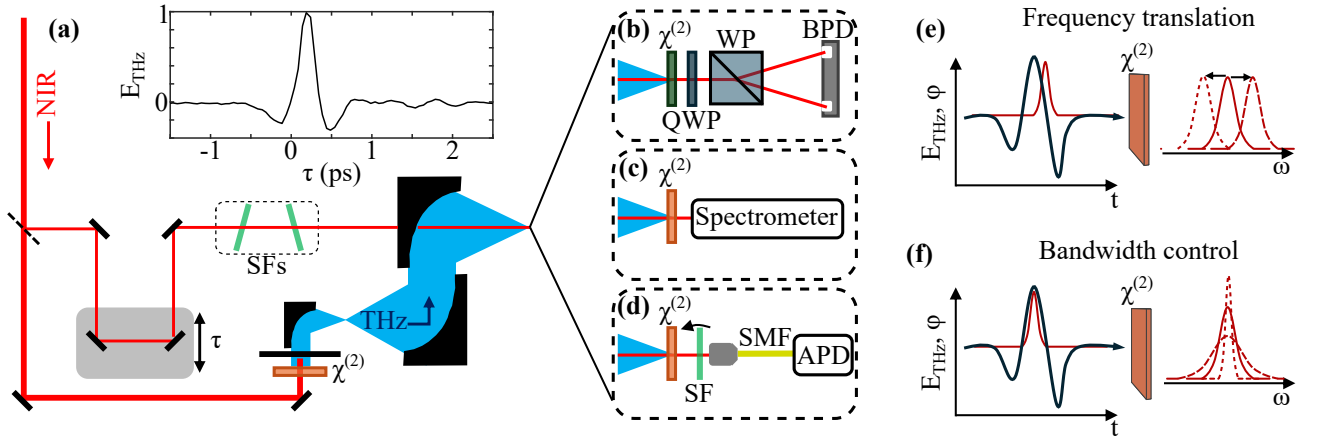 (a)
NIR
E_THz
1
0
-1 0 1 2
τ (ps)
SFs
τ
THz
χ(2)
(b)
χ(2)
WP
BPD
QWP
(c)
χ(2)
Spectrometer
(d)
χ(2)
SMF
APD
SF
(e)
Frequency translation
χ(2)
E_THz, φ
t
ω
(f)
Bandwidth control
χ(2)
E_THz, φ
t
ω